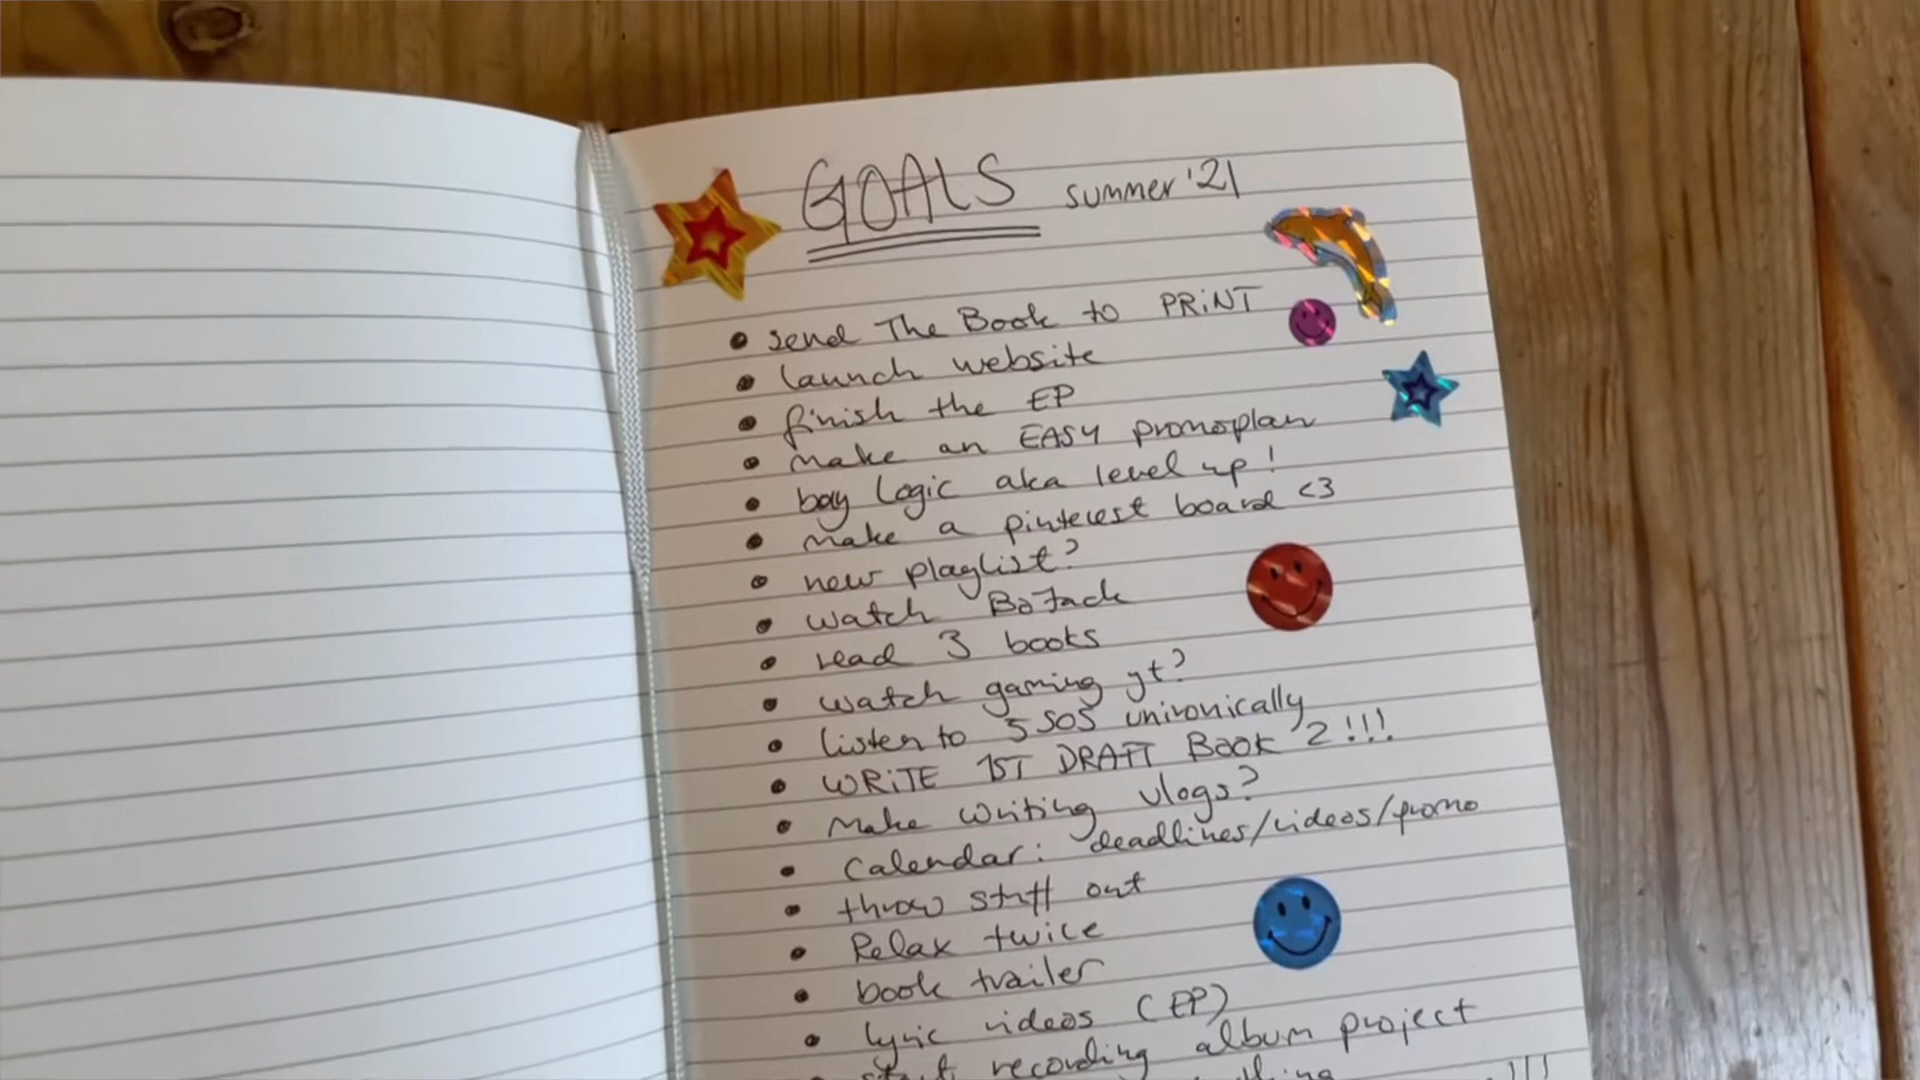 GOALS summer '21
• send The Book to PRiNT
• launch website
• finish the EP
• make an EASY promoplan
• boy logic aka level up!
• make a pinterest board <3
• new playlist?
• watch BoJack
• read 3 books
• watch gaming yt?
• listen to 5SOS unironically
• WRiTE 1ST DRAFT Book 2!!!
• Make writing vlogs?
• Calendar: deadlines/videos/promo
• throw stuff out
• Relax twice
• book trailer
• lyric videos (EP)
• start recording album project